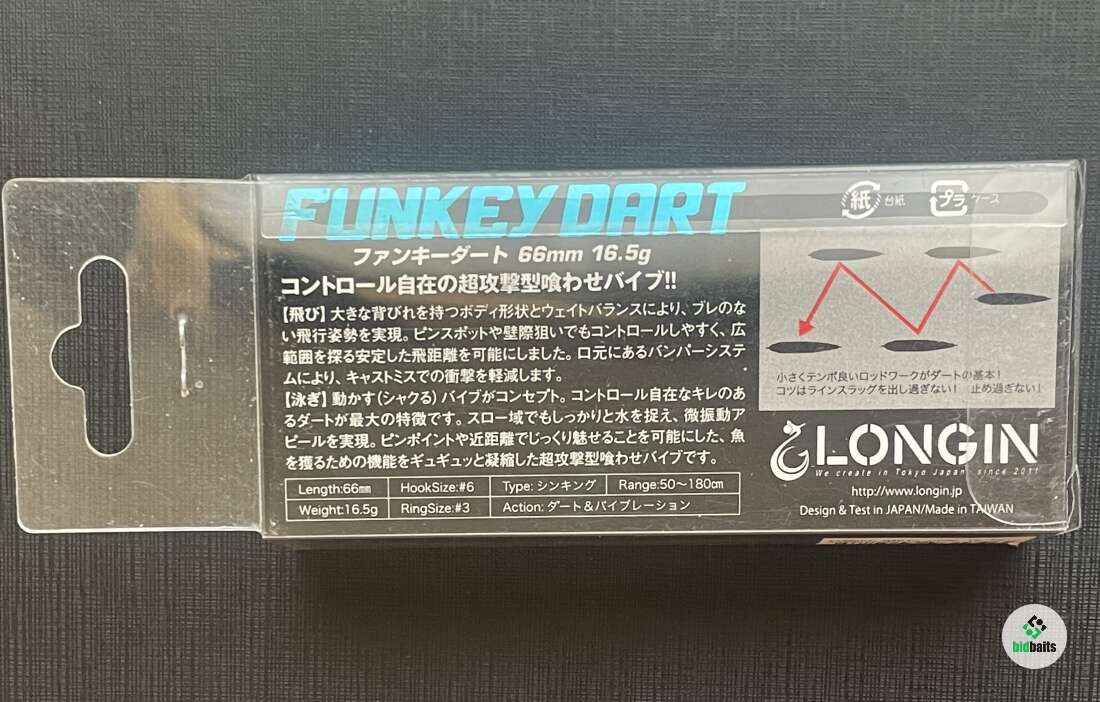 FUNKEY DART
ファンキーダート 66mm 16.5g
コントロール自在の超攻撃型喰わせバイブ!!
【飛び】大きな背びれを持つボディ形状とウェイトバランスにより、ブレのな
い飛行姿勢を実現。ピンスポットや壁際狙いでもコントロールしやすく、広
範囲を探る安定した飛距離を可能にしました。口元にあるバンパーシステ
ムにより、キャストミスでの衝撃を軽減します。
【泳ぎ】動かす(シャクる)バイブがコンセプト。コントロール自在なキレのあ
るダートが最大の特徴です。スロー域でもしっかりと水を捉え、微振動ア
ピールを実現。ピンポイントや近距離でじっくり魅せることを可能にした、魚
を獲るための機能をギュギュッと凝縮した超攻撃型喰わせバイブです。
Length:66mm HookSize:#6 Type: シンキング Range:50～180cm
Weight:16.5g RingSize:#3 Action: ダート＆バイブレーション
紙 台紙 プラ ケース
小さくテンポ良いロッドワークがダートの基本!
コツはラインスラッグを出し過ぎない! 止め過ぎない!
LONGIN
We create in Tokyo Japan, since 2011
http://www.longin.jp
Design & Test in JAPAN/Made in TAIWAN
bidbaits